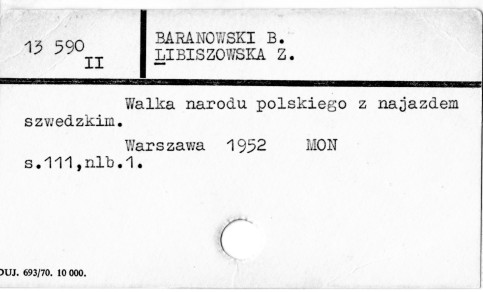 13 590
II
BARANOWSKI B.
LIBISZOWSKA Z.
Walka narodu polskiego z najazdem
szwedzkim.
Warszawa 1952 MON
s.111,nlb.1.
DUJ. 693/70. 10 000.